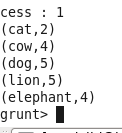 cess : 1
(cat,2)
(cow,4)
(dog,5)
(lion,5)
(elephant,4)
grunt>